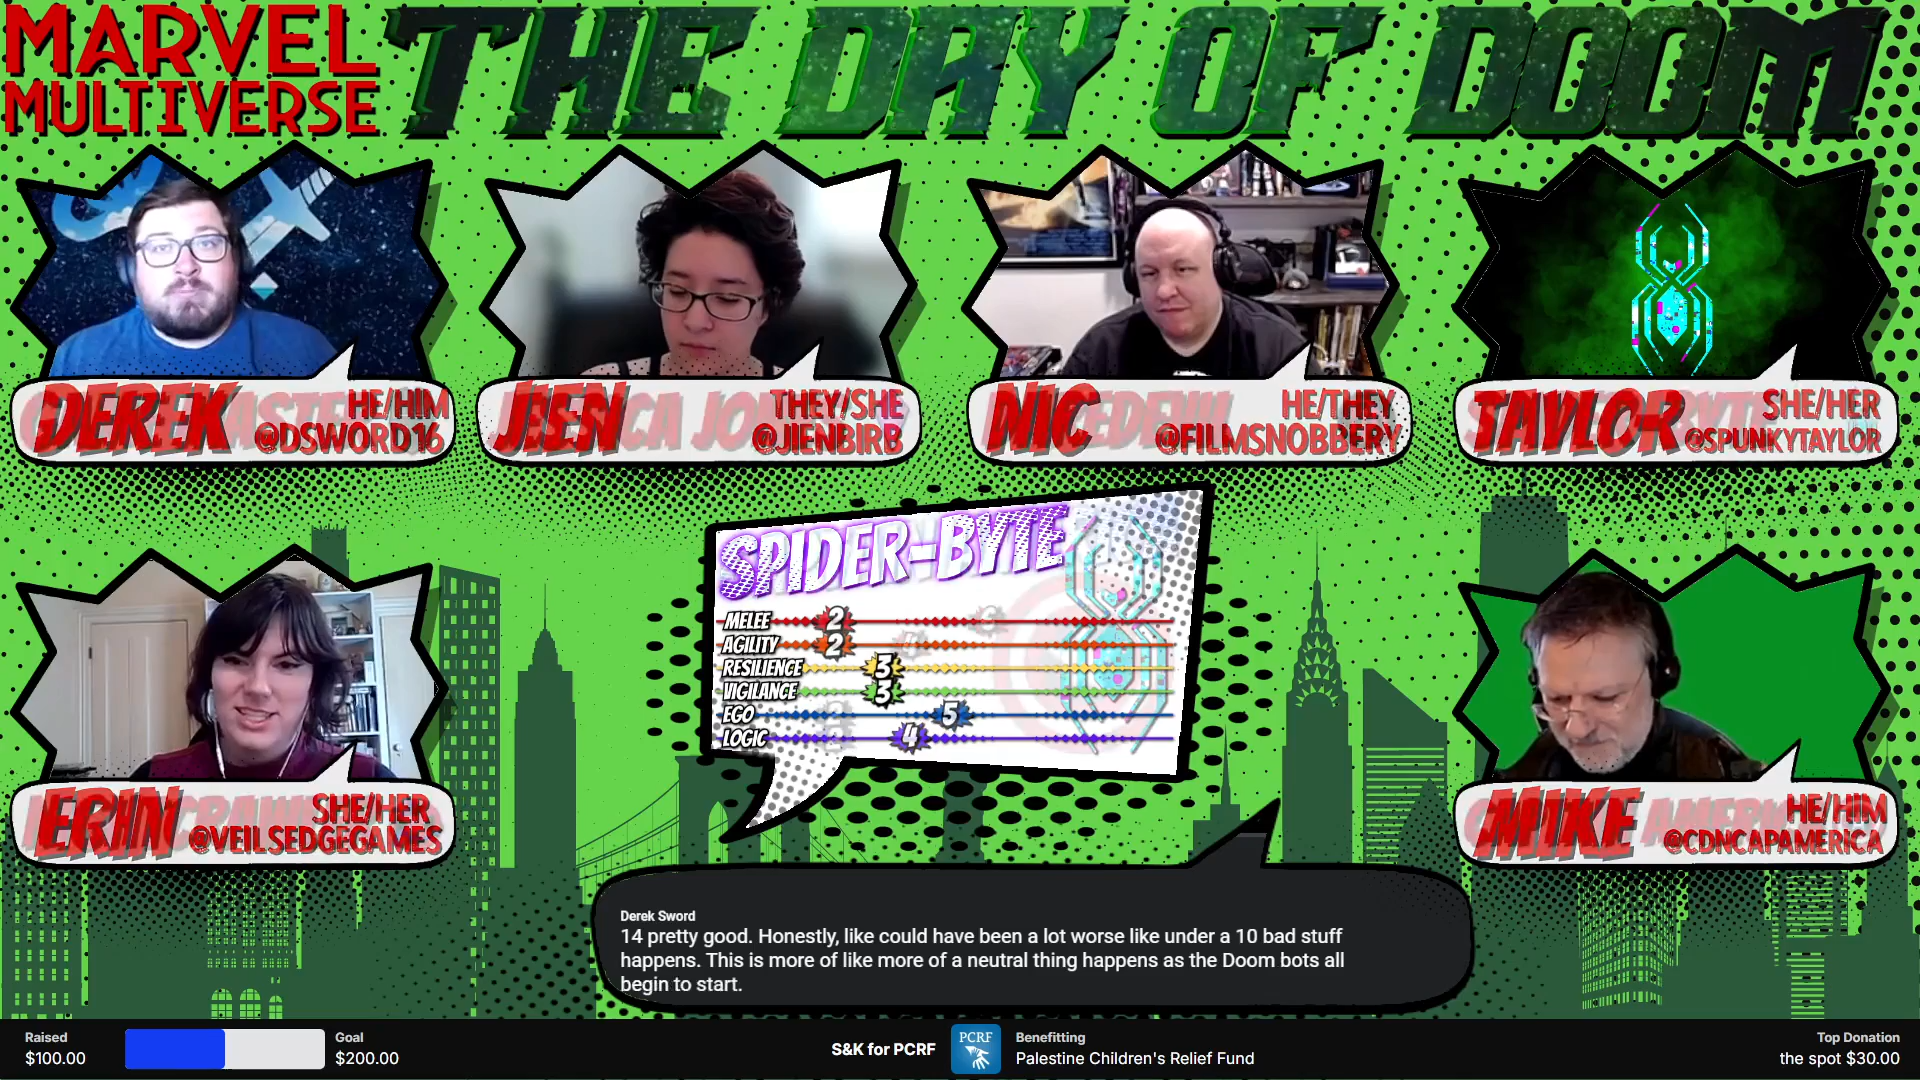 MARVEL
MULTIVERSE
THE DAY OF DOOM
DEREK
HE/HIM
@DSWORD16
JIEN
THEY/SHE
@JIENBIRB
NIC
HE/THEY
@FILMSNOBBERY
TAYLOR
SHE/HER
@SPUNKYTAYLOR
SPIDER-BYTE
MELEE 2
AGILITY 2
RESILIENCE 3
VIGILANCE 3
EGO 5
LOGIC 4
ERIN
SHE/HER
@VEILSEDGEGAMES
MIKE
HE/HIM
@CDNCAPAMERICA
Derek Sword
14 pretty good. Honestly, like could have been a lot worse like under a 10 bad stuff
happens. This is more of like more of a neutral thing happens as the Doom bots all
begin to start.
Raised
$100.00
Goal
$200.00
S&K for PCRF
PCRF
Benefitting
Palestine Children's Relief Fund
Top Donation
the spot $30.00